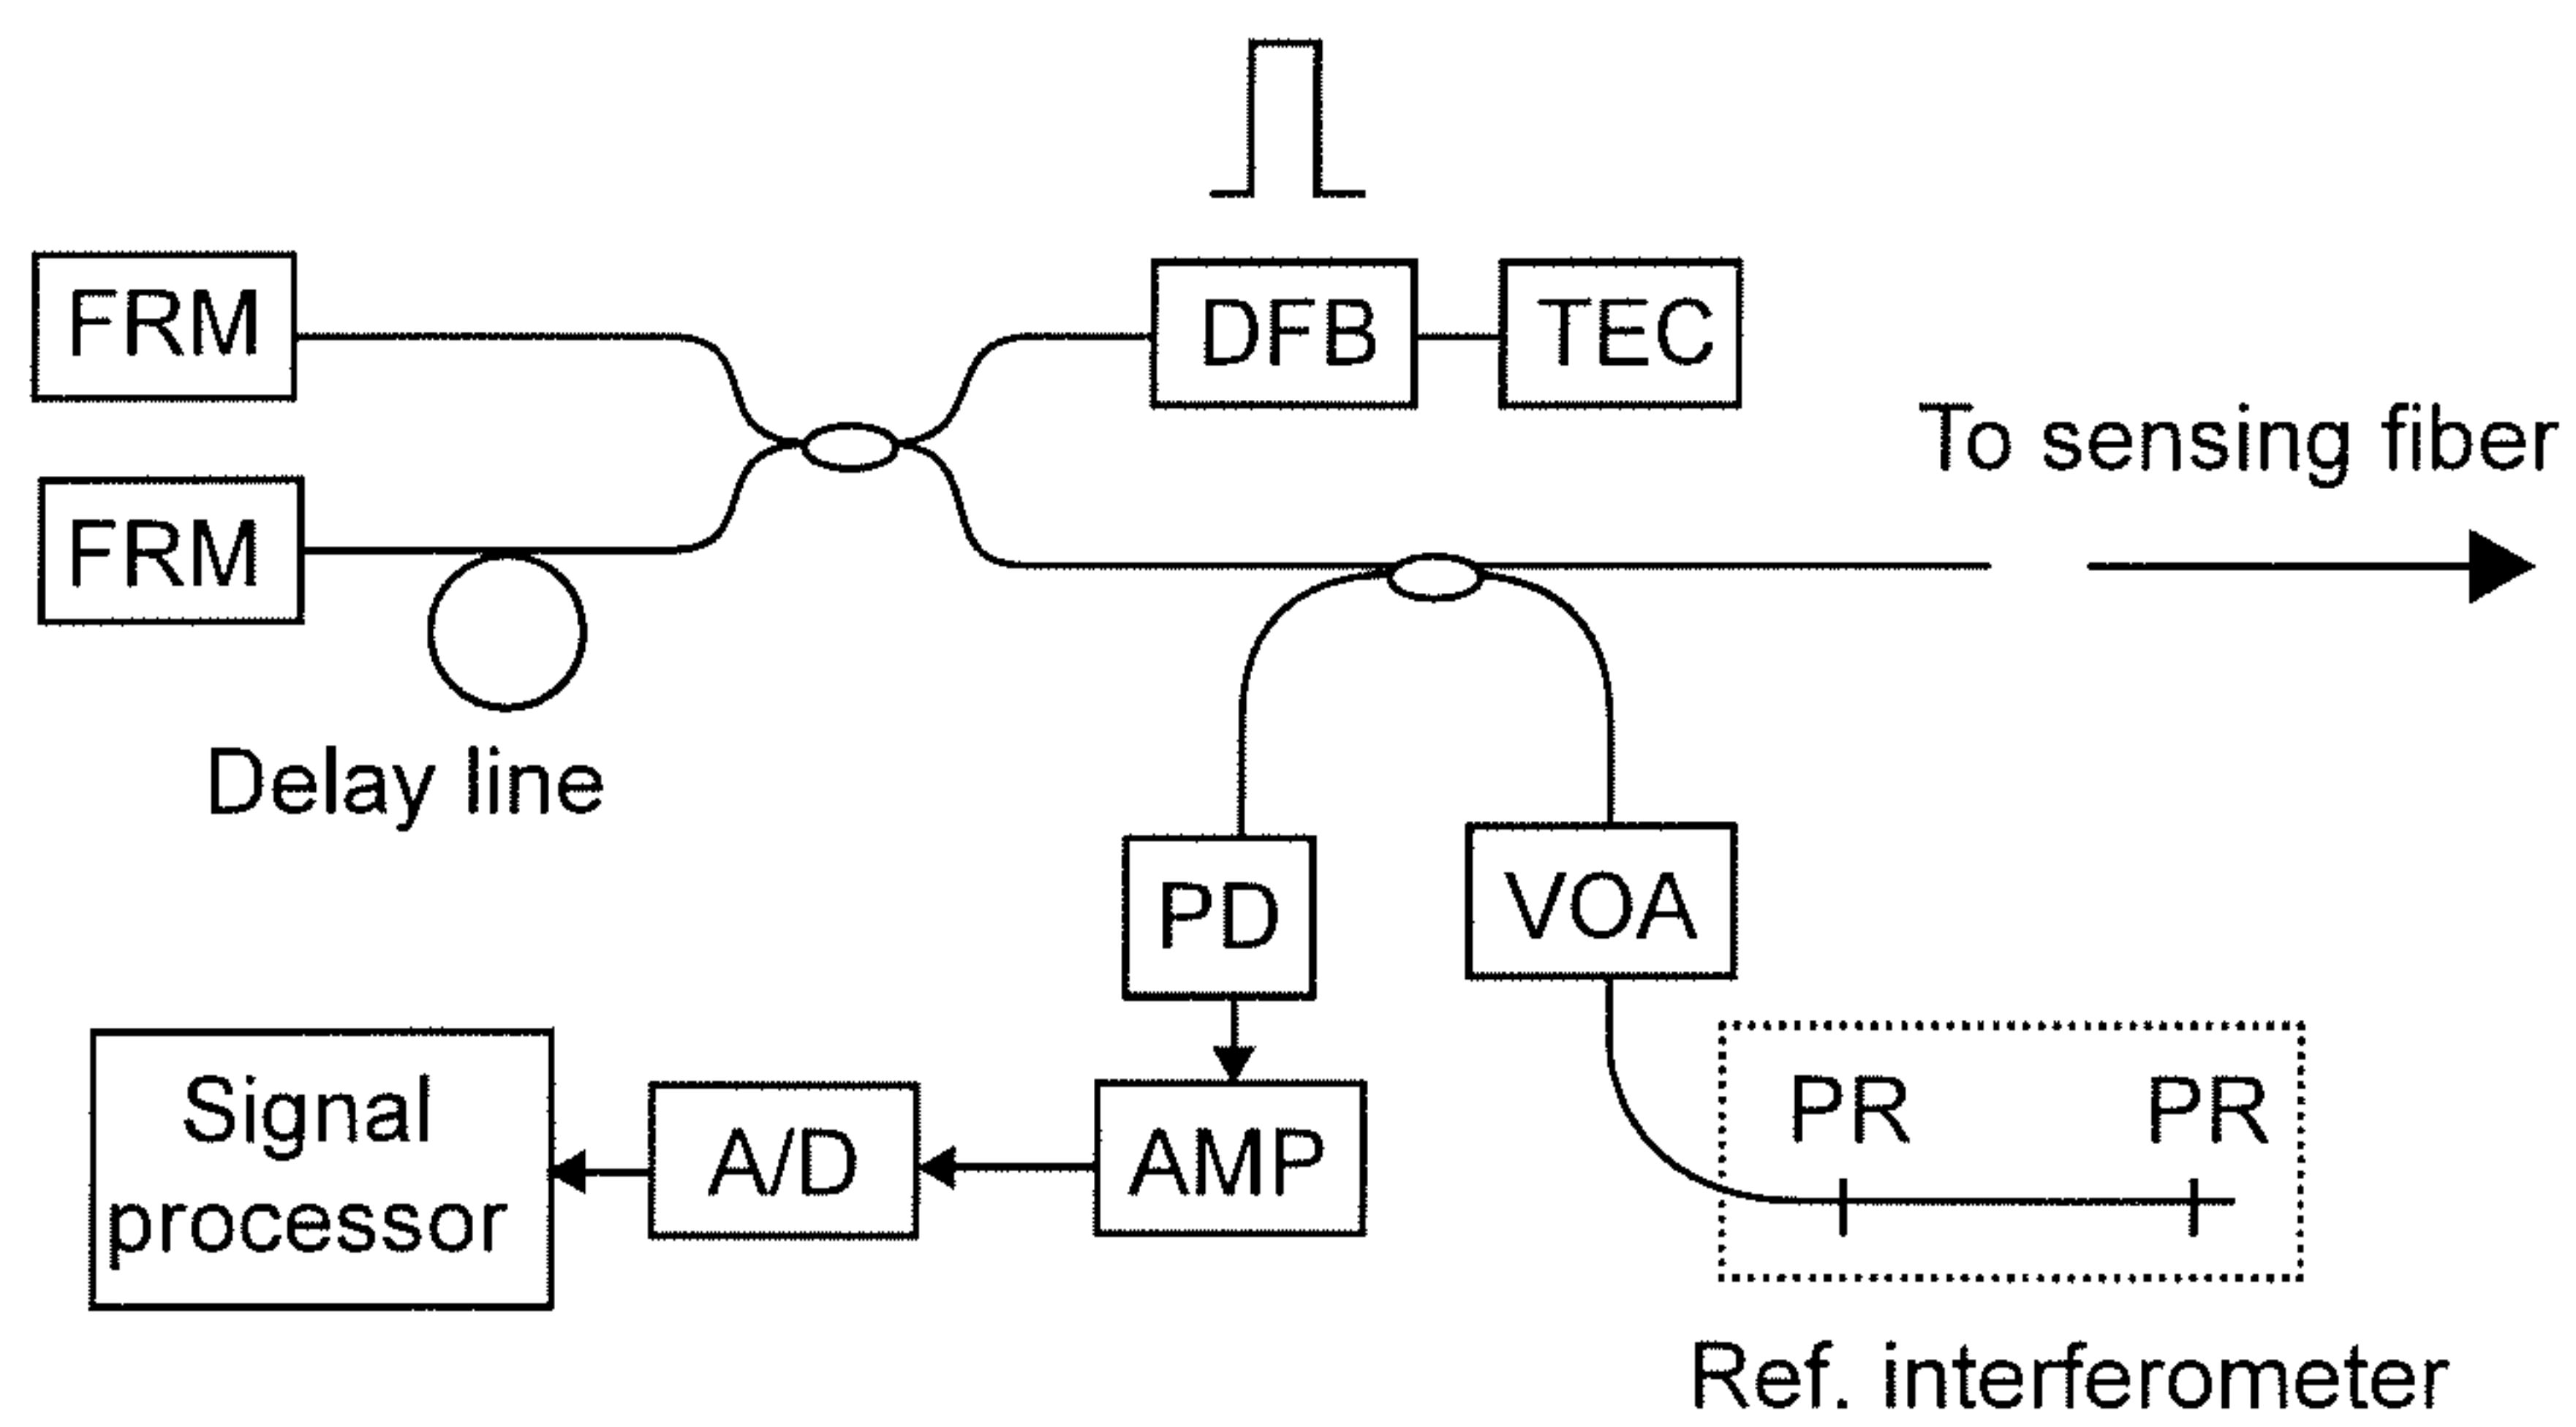 FRM
DFB
TEC
To sensing fiber
FRM
Delay line
PD
VOA
Signal
processor
A/D
AMP
PR
PR
Ref. interferometer